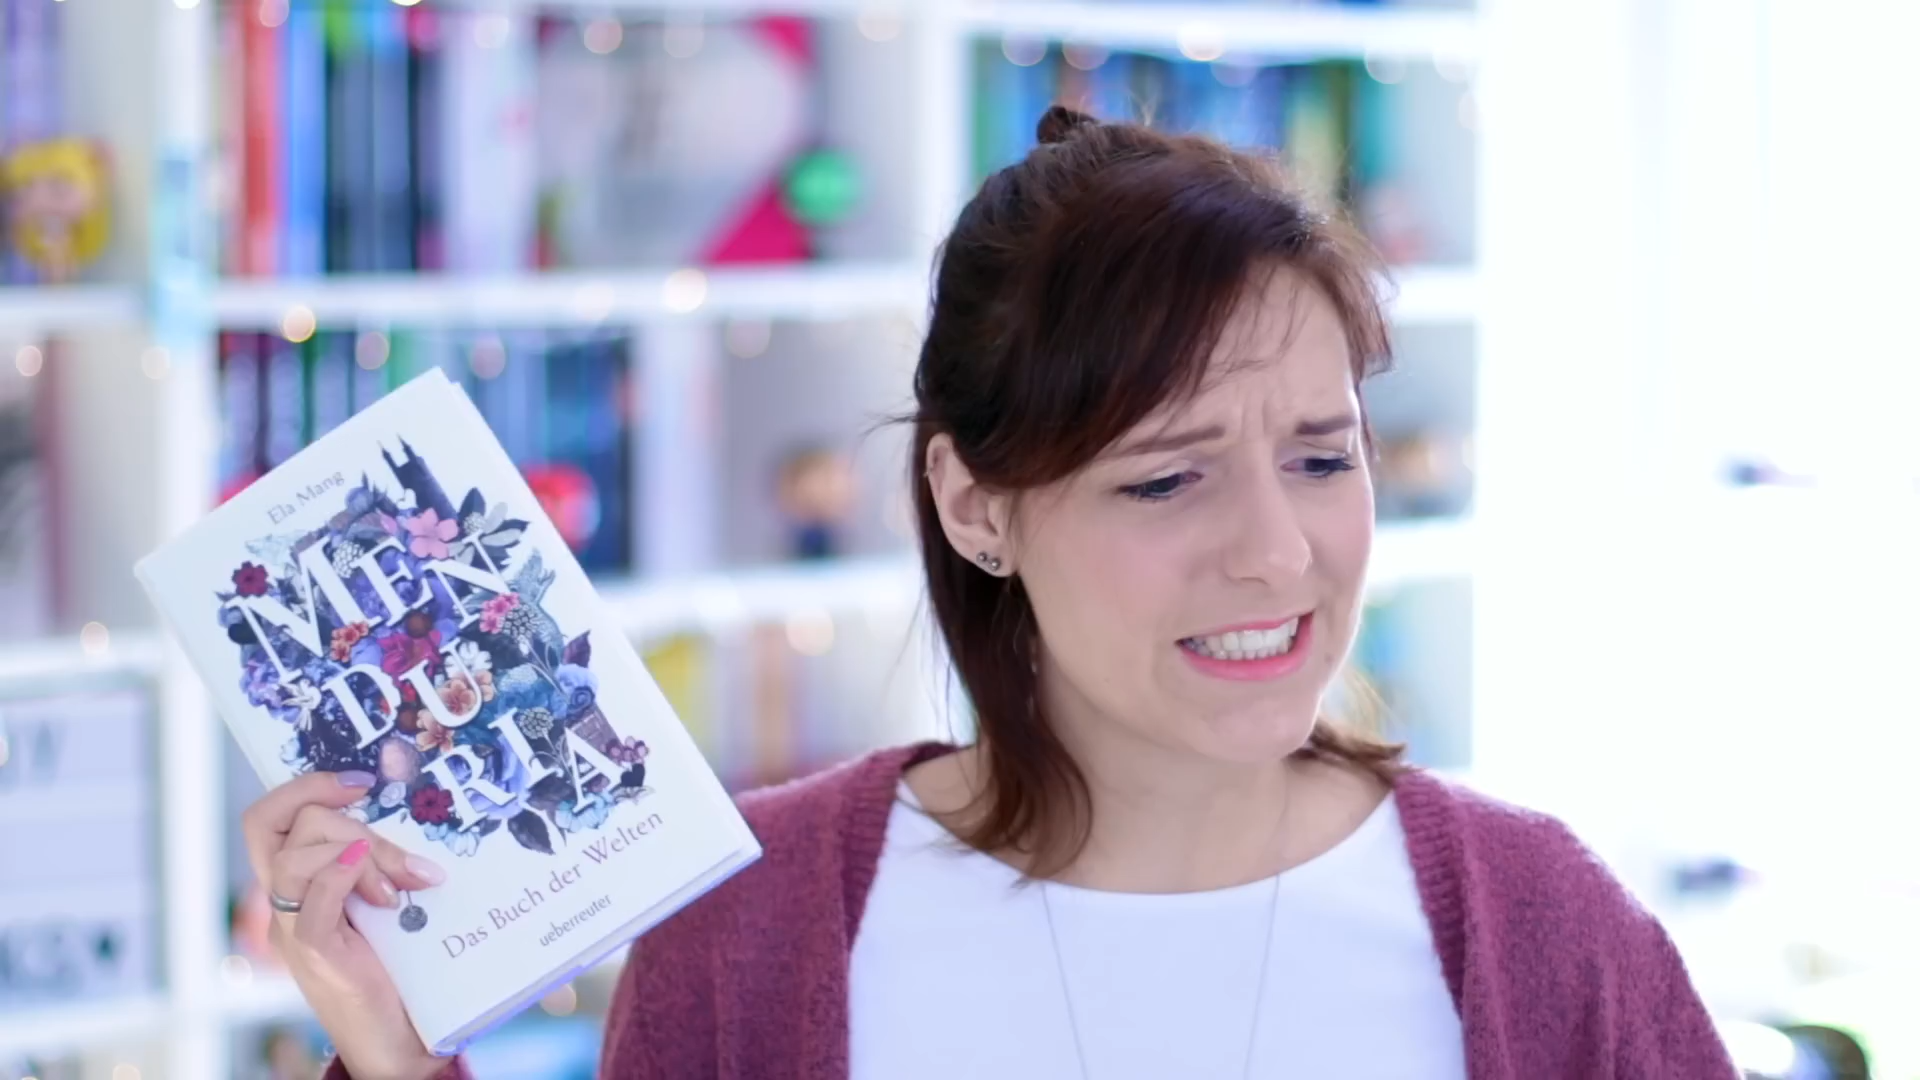 Ela Mang
MEN
DU
RIA
Das Buch der Welten
ueberreuter